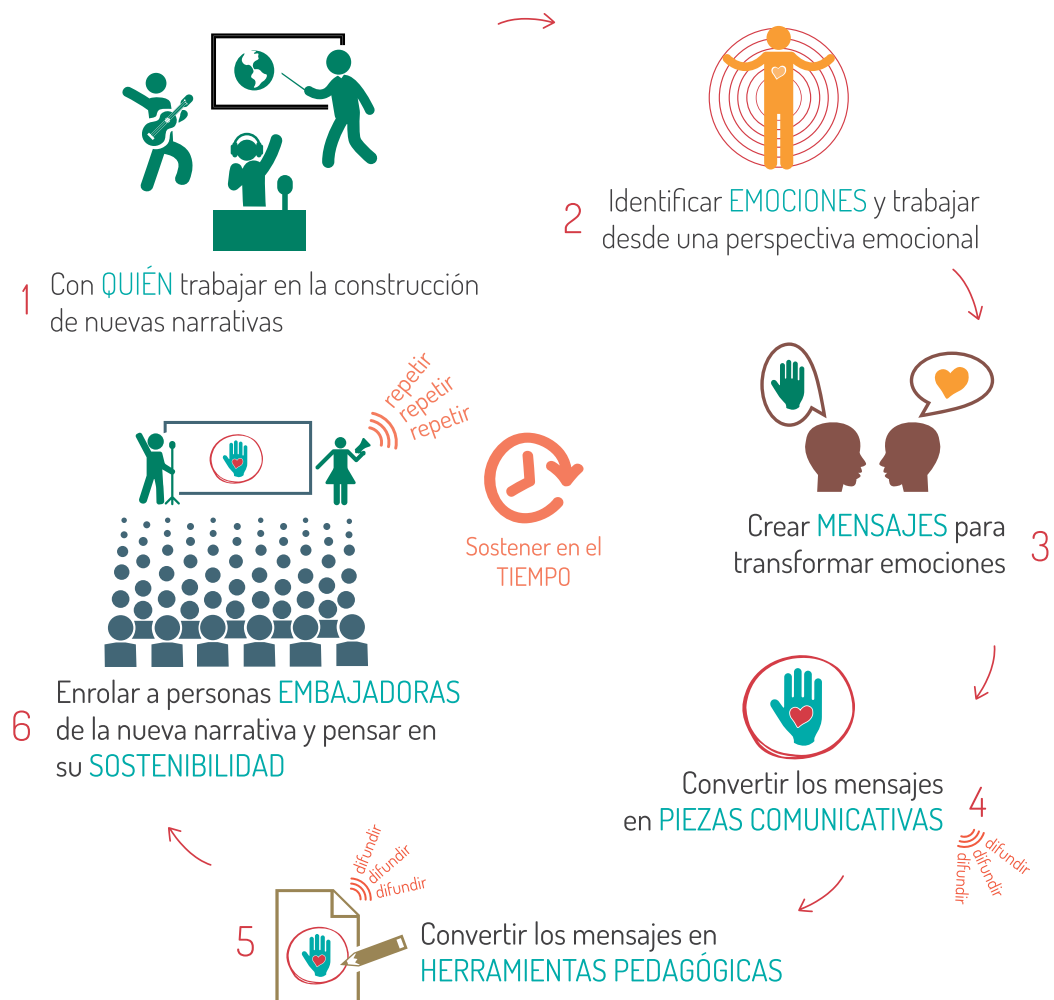 1
Con QUIÉN trabajar en la construcción
de nuevas narrativas
2
Identificar EMOCIONES y trabajar
desde una perspectiva emocional
Crear MENSAJES para
transformar emociones
3
Convertir los mensajes
en PIEZAS COMUNICATIVAS
4
difundir
difundir
difundir
5
Convertir los mensajes en
HERRAMIENTAS PEDAGÓGICAS
difundir
difundir
difundir
6
Enrolar a personas EMBAJADORAS
de la nueva narrativa y pensar en
su SOSTENIBILIDAD
repetir
repetir
repetir
Sostener en el
TIEMPO